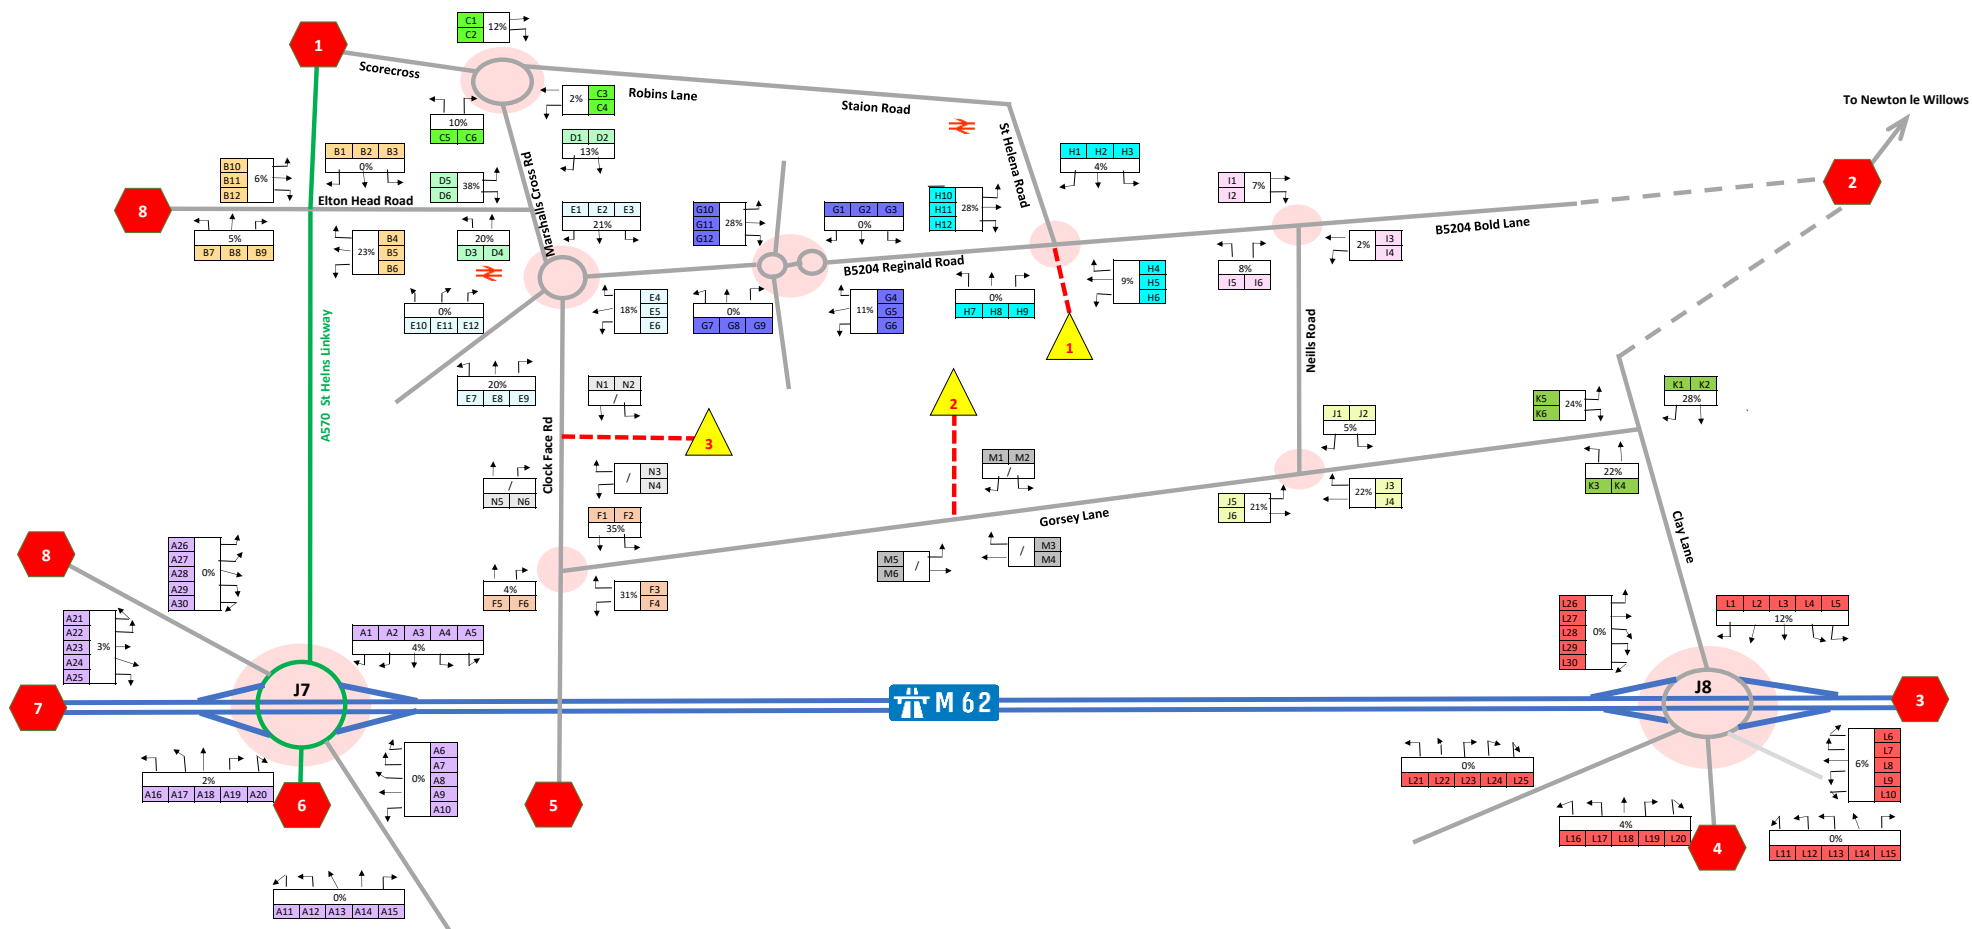 C1
C2
12%
1
Scorecross
C3
C4
2%
Robins Lane
Staion Road
To Newton le Willows
10%
C5 C6
D1 D2
13%
St Helena Road
B1 B2 B3
0%
H1 H2 H3
4%
B10
B11
B12
6%
D5
D6
38%
Marshalls Cross Rd
I1
I2
7%
2
8
Elton Head Road
E1 E2 E3
21%
G10
G11
G12
28%
G1 G2 G3
0%
H10
H11
H12
28%
5%
B7 B8 B9
23%
B4
B5
B6
20%
D3 D4
B5204 Reginald Road
B5204 Bold Lane
I3
I4
2%
8%
I5 I6
0%
E10 E11 E12
18%
E4
E5
E6
0%
G7 G8 G9
11%
G4
G5
G6
0%
H7 H8 H9
9%
H4
H5
H6
1
A570 St Helns Linkway
Neills Road
20%
E7 E8 E9
N1 N2
/
2
3
Clock Face Rd
J1 J2
5%
K5
K6
24%
K1 K2
28%
/
N5 N6
/
N3
N4
M1 M2
/
J5
J6
21%
22%
J3
J4
22%
K3 K4
F1 F2
35%
Gorsey Lane
Clay Lane
8
A26
A27
A28
A29
A30
0%
M5
M6
/
/
M3
M4
4%
F5 F6
31%
F3
F4
A21
A22
A23
A24
A25
3%
A1 A2 A3 A4 A5
4%
L26
L27
L28
L29
L30
0%
L1 L2 L3 L4 L5
12%
7
J7
M 62
J8
3
2%
A16 A17 A18 A19 A20
6
0%
A6
A7
A8
A9
A10
5
0%
L21 L22 L23 L24 L25
6%
L6
L7
L8
L9
L10
4%
L16 L17 L18 L19 L20
4
0%
L11 L12 L13 L14 L15
0%
A11 A12 A13 A14 A15